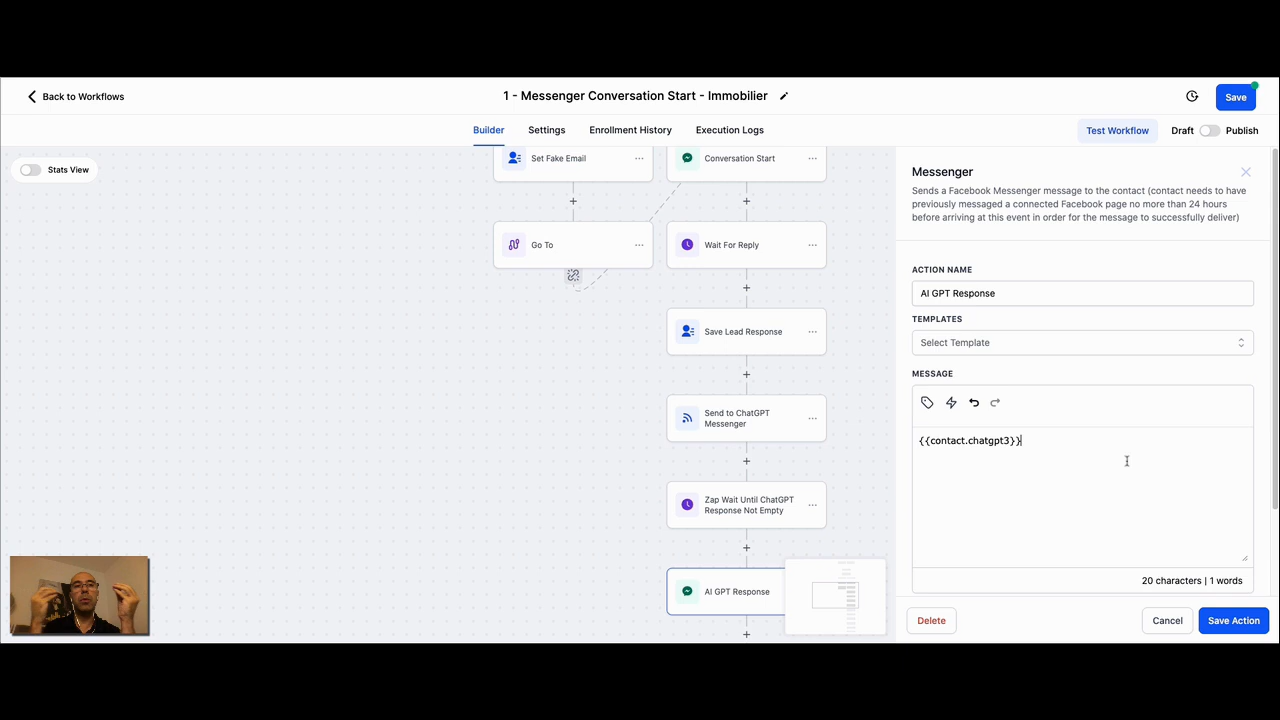 Back to Workflows
1 - Messenger Conversation Start - Immobilier
Save
Builder
Settings
Enrollment History
Execution Logs
Test Workflow
Draft
Publish
Stats View
Set Fake Email
Conversation Start
Go To
Wait For Reply
Save Lead Response
Send to ChatGPT
Messenger
Zap Wait Until ChatGPT
Response Not Empty
AI GPT Response
Messenger
Sends a Facebook Messenger message to the contact (contact needs to
have previously messaged a connected Facebook page no more than 24 hours
before arriving at this event in order for the message to successfully deliver)
ACTION NAME
AI GPT Response
TEMPLATES
Select Template
MESSAGE
{{contact.chatgpt3}}
20 characters | 1 words
Delete
Cancel
Save Action